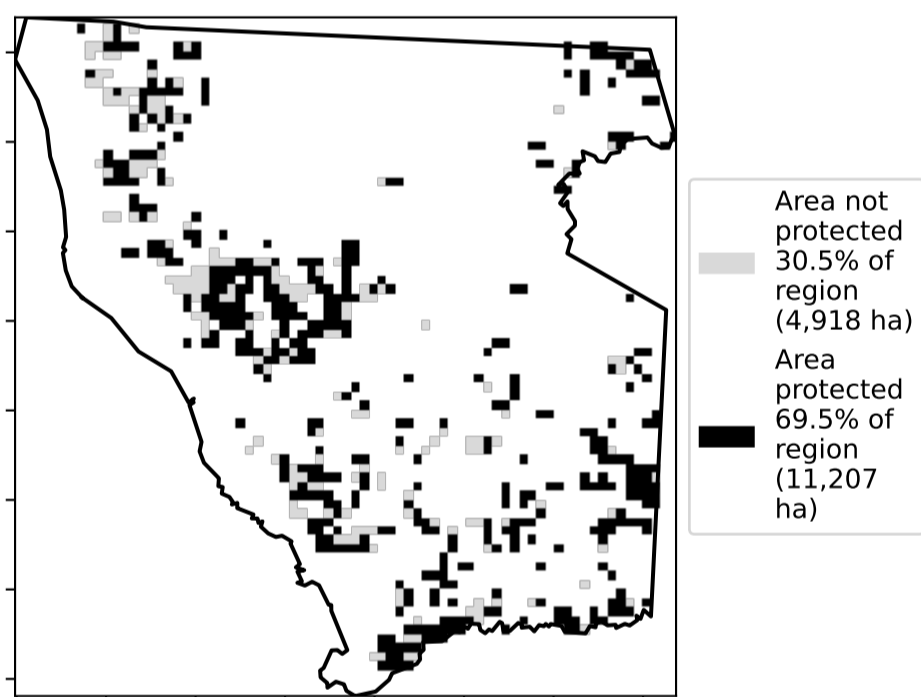 Area not
protected
30.5% of
region
(4,918 ha)
Area
protected
69.5% of
region
(11,207
ha)